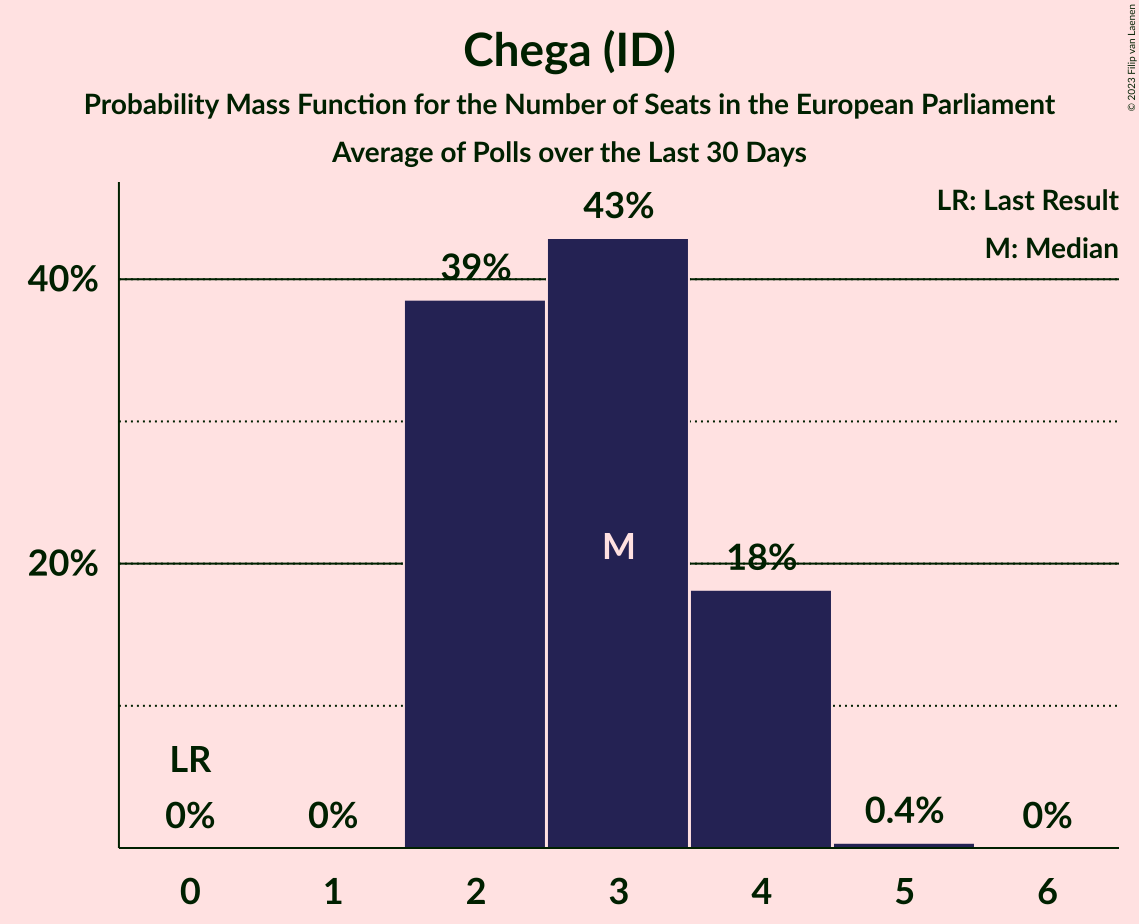 Chega (ID)
Probability Mass Function for the Number of Seats in the European Parliament
Average of Polls over the Last 30 Days
© 2023 Filip van Laenen
LR: Last Result
M: Median
40%
20%
LR
0%
0%
39%
43%
M
18%
0.4%
0%
0
1
2
3
4
5
6